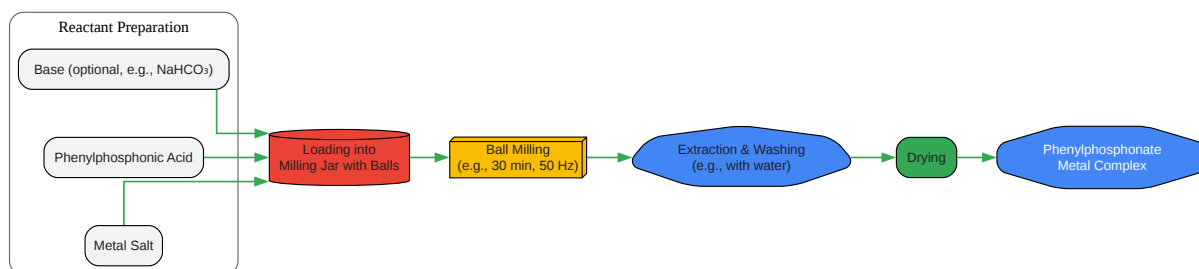 Reactant Preparation
Base (optional, e.g., NaHCO₃)
Phenylphosphonic Acid
Metal Salt
Loading into
Milling Jar with Balls
Ball Milling
(e.g., 30 min, 50 Hz)
Extraction & Washing
(e.g., with water)
Drying
Phenylphosphonate
Metal Complex